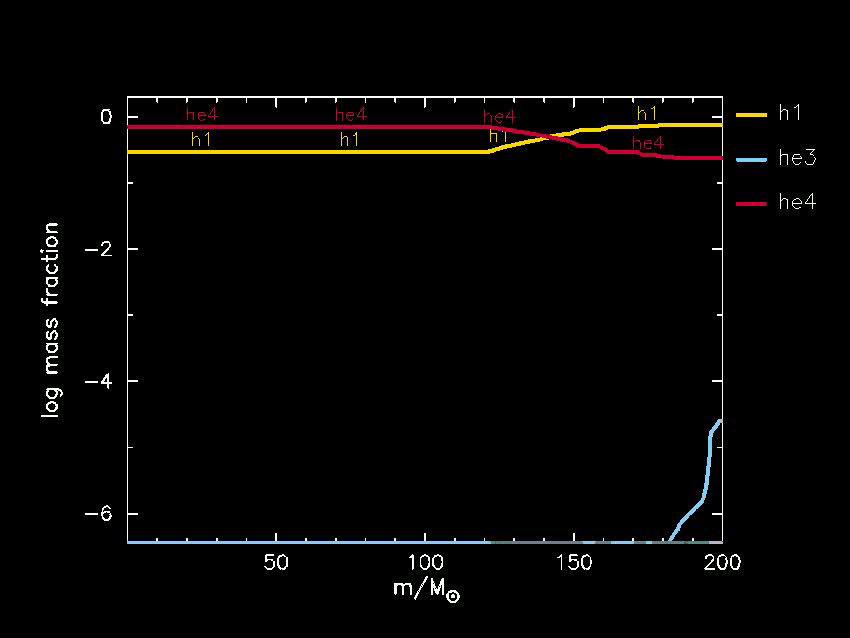 he4 he4 he4 h1
h1 h1 h1 he4
0
−2
−4
−6
log mass fraction
50 100 150 200
m/M⊙
h1
he3
he4